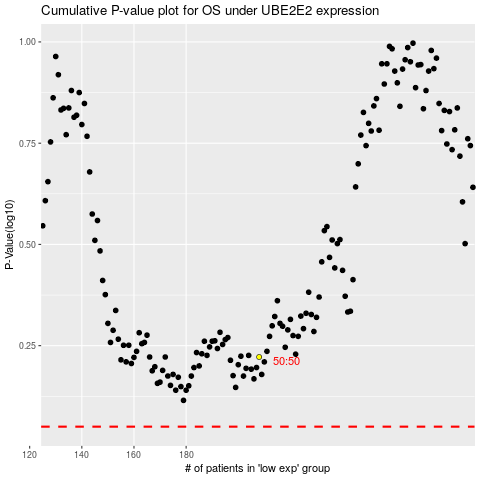 Cumulative P-value plot for OS under UBE2E2 expression
P-Value(log10)
1.00
0.75
0.50
0.25
50:50
120 140 160 180
# of patients in 'low exp' group